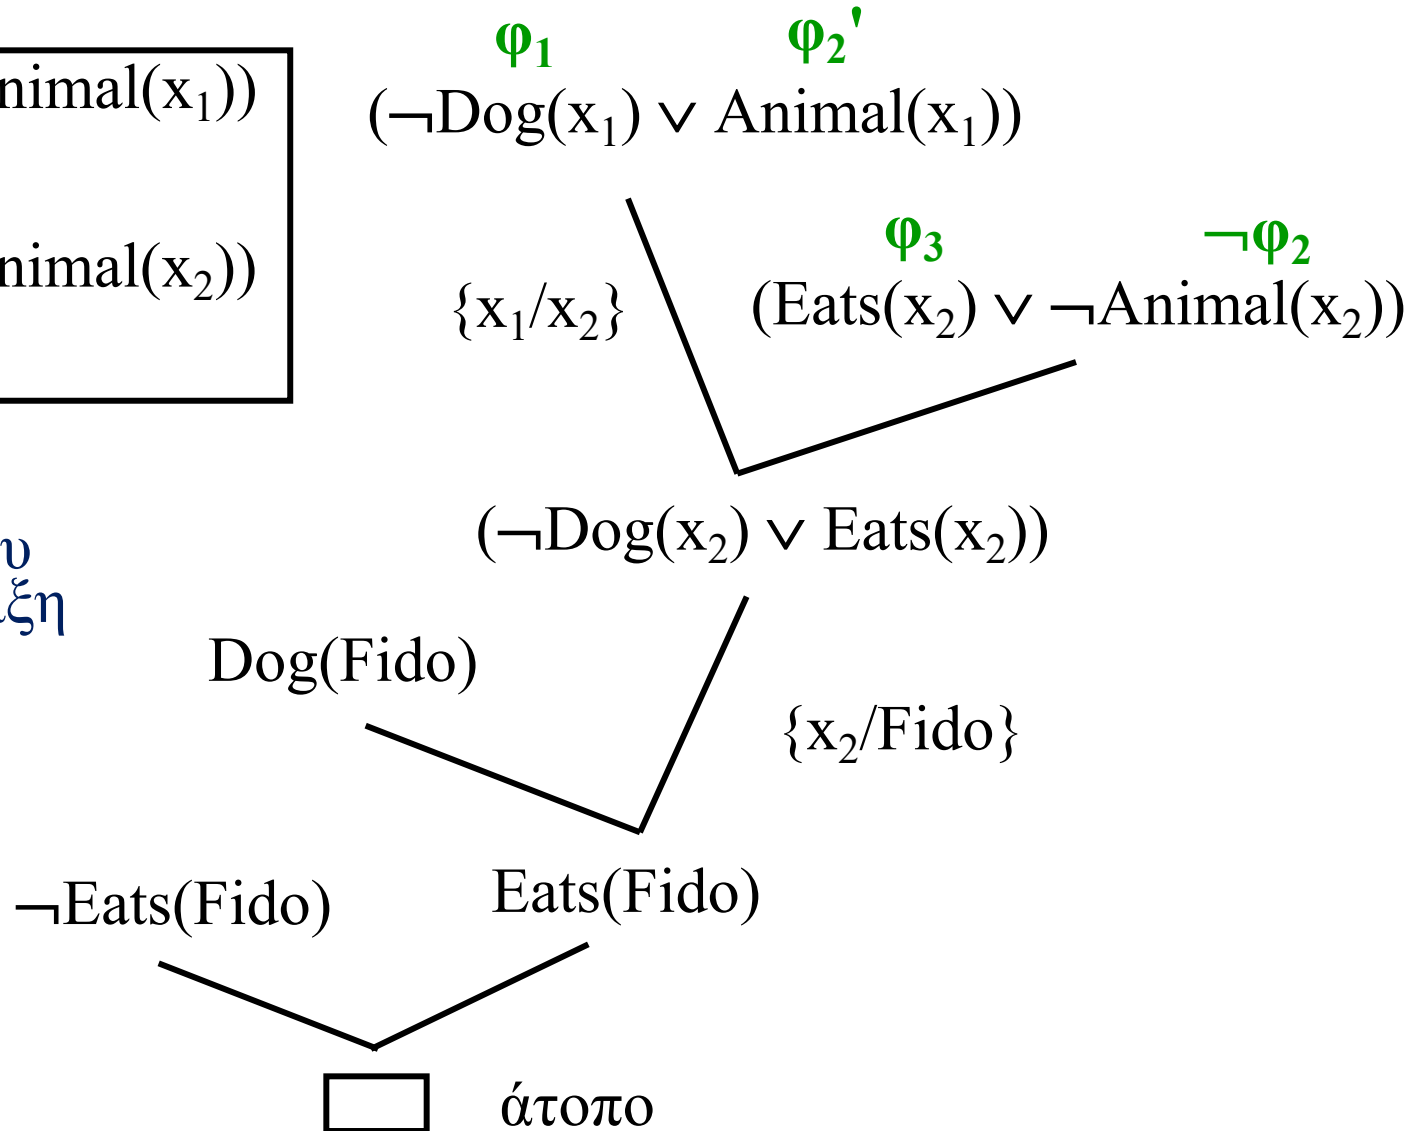 nimal(x₁))
nimal(x₂))
φ₁ φ₂'
(¬Dog(x₁) ∨ Animal(x₁))
φ₃ ¬φ₂
{x₁/x₂} (Eats(x₂) ∨ ¬Animal(x₂))
(¬Dog(x₂) ∨ Eats(x₂))
υ
ξη
Dog(Fido)
{x₂/Fido}
¬Eats(Fido) Eats(Fido)
άτοπο